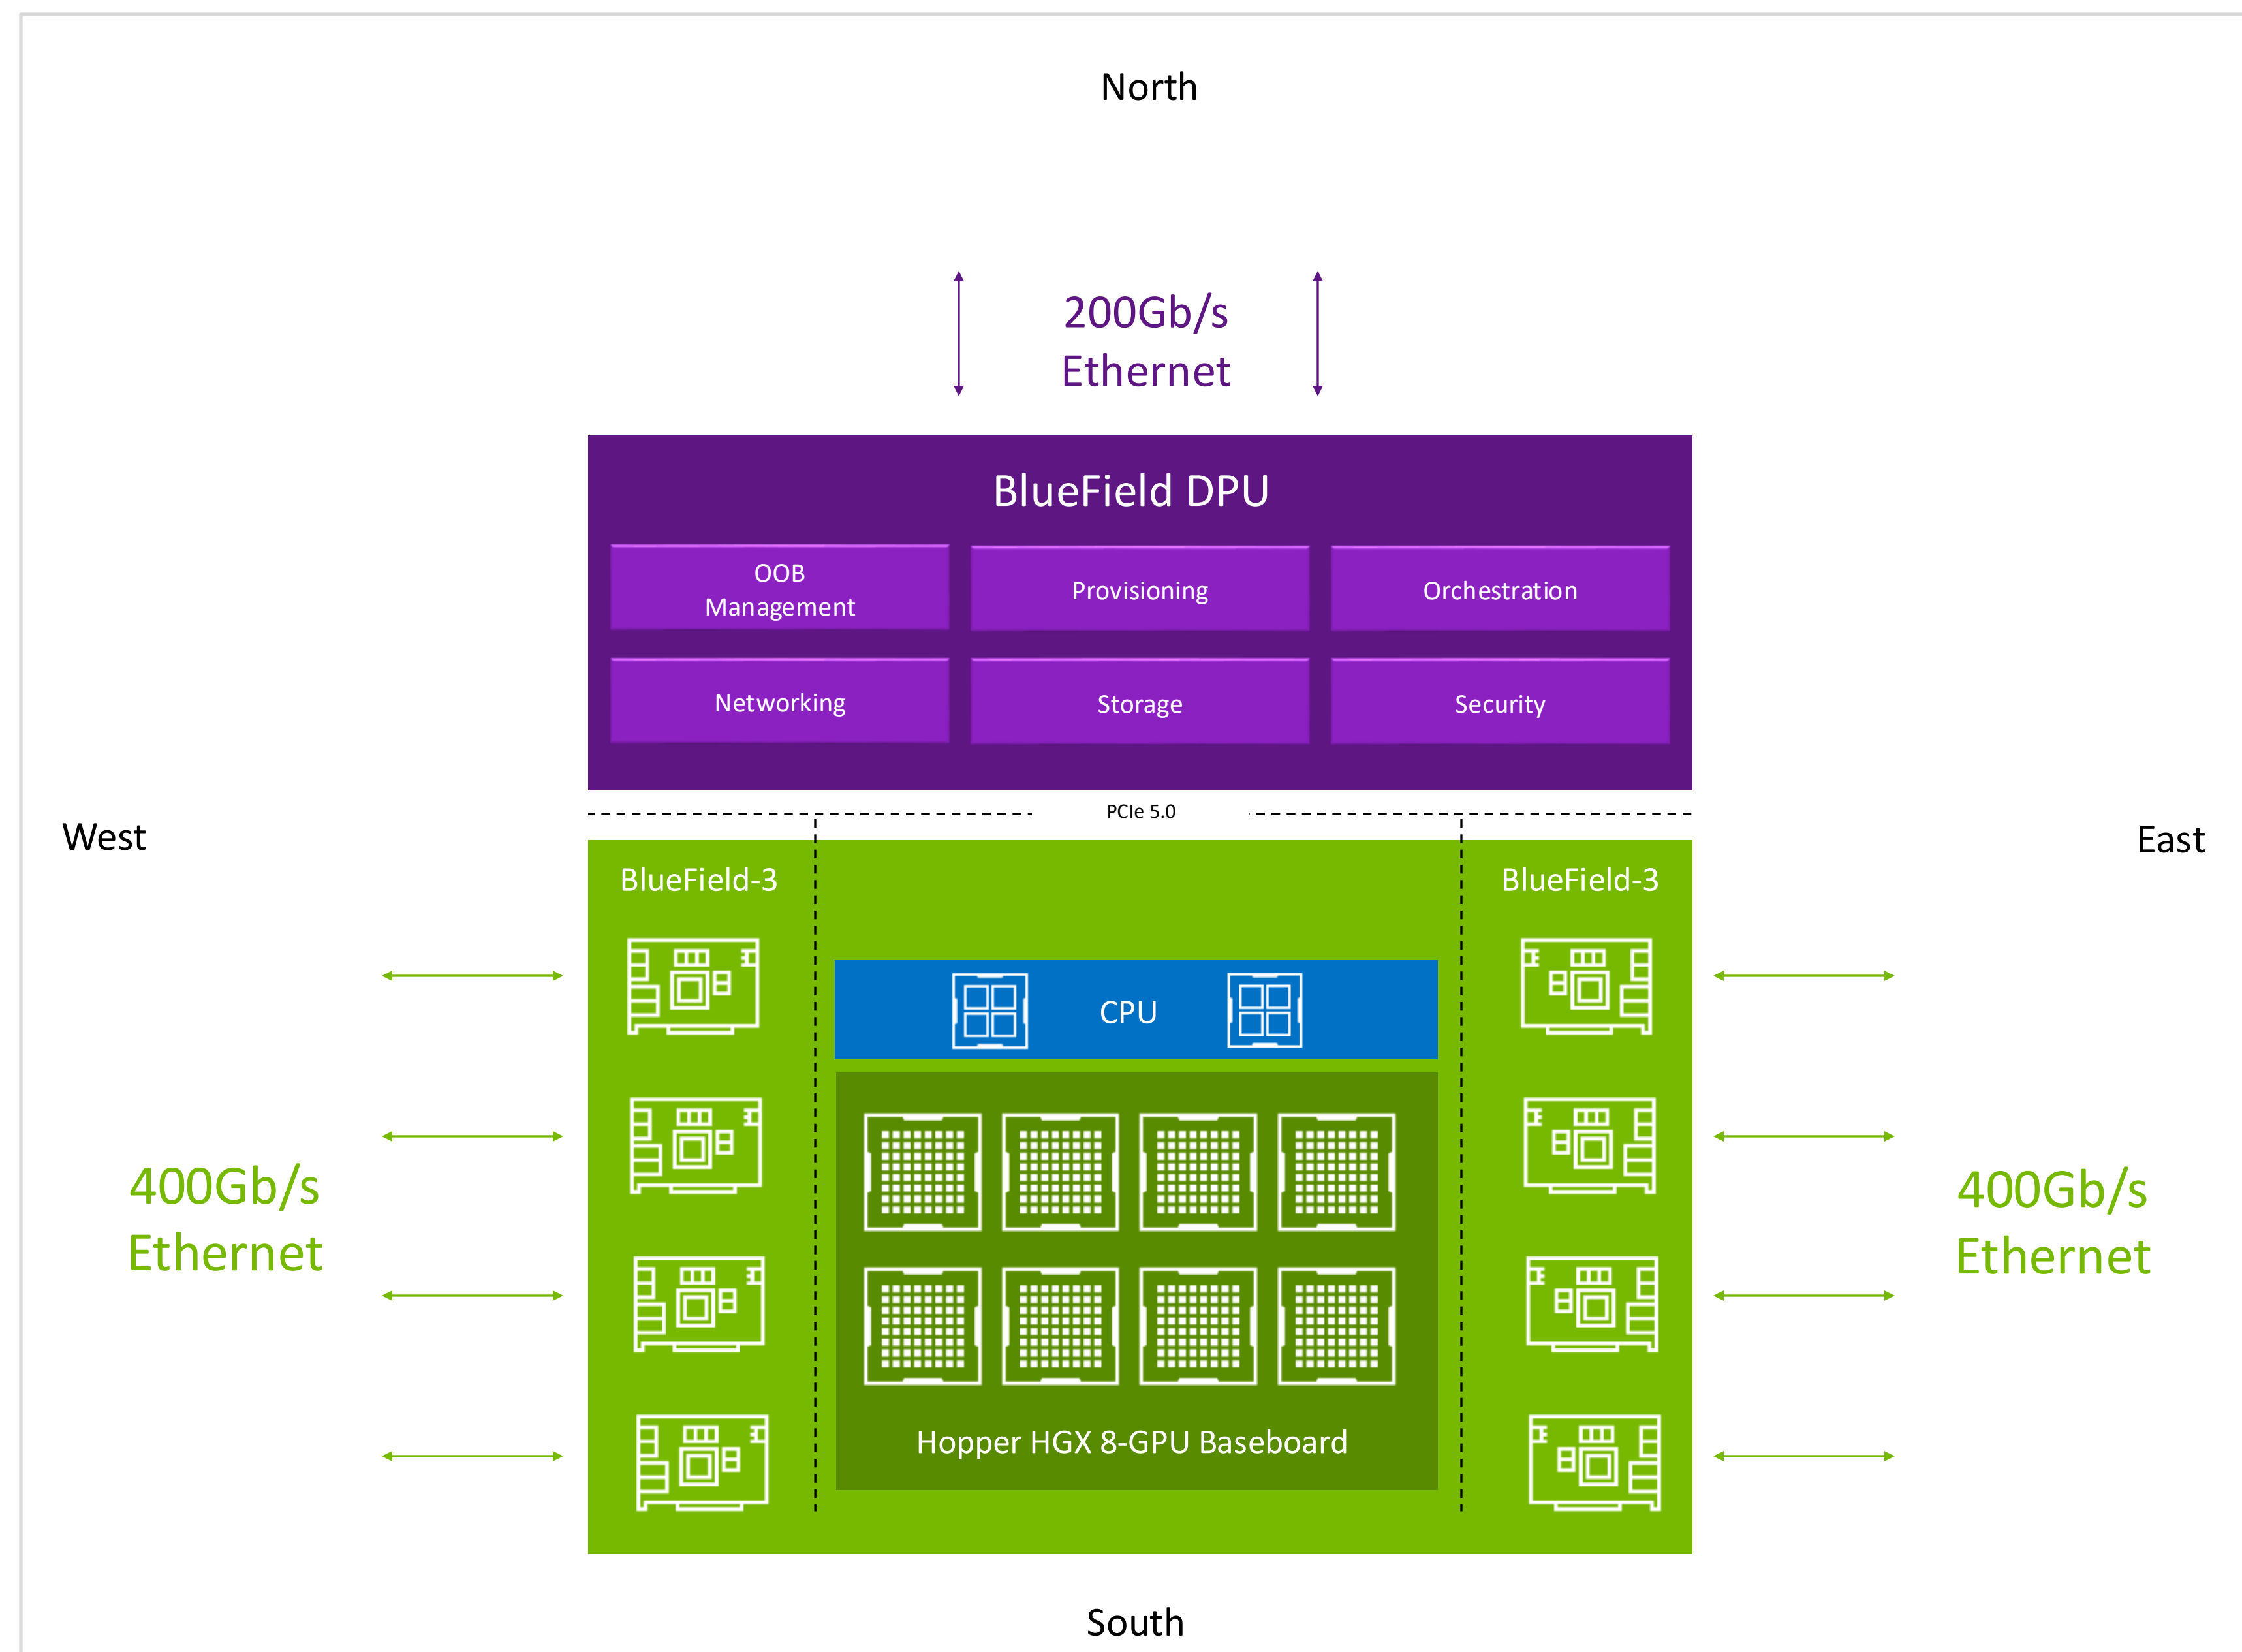 North
200Gb/s
Ethernet
BlueField DPU
OOB
Management
Provisioning
Orchestration
Networking
Storage
Security
PCIe 5.0
West
East
BlueField-3
BlueField-3
CPU
400Gb/s
Ethernet
400Gb/s
Ethernet
Hopper HGX 8-GPU Baseboard
South